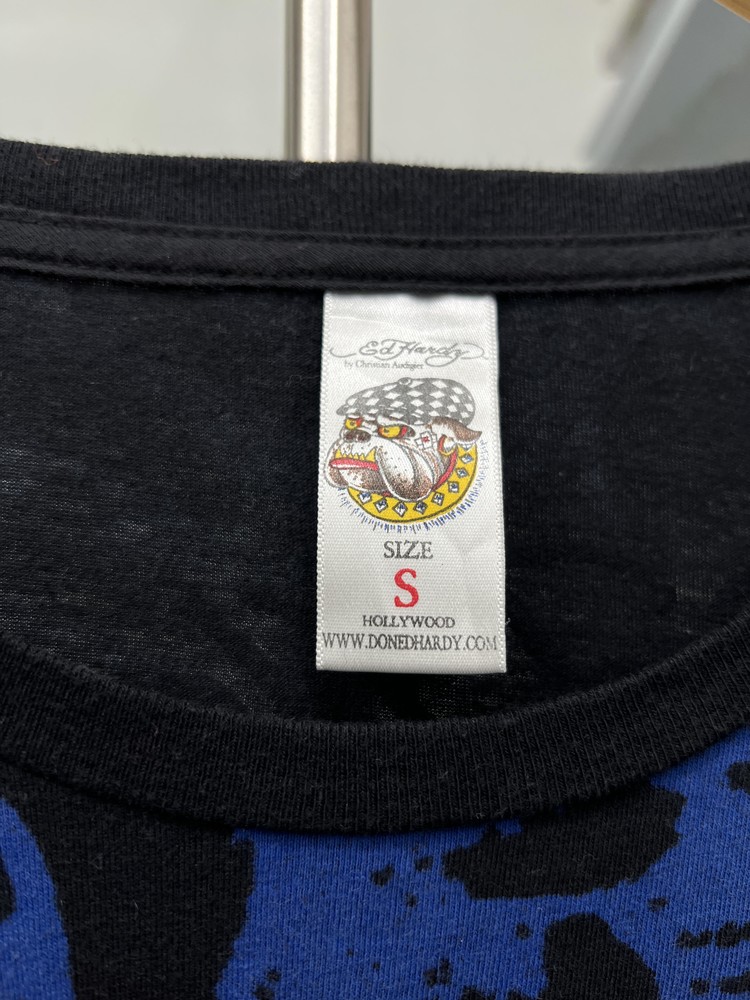 Ed Hardy
by Christian Audigier
SIZE
S
HOLLYWOOD
WWW.DONEDHARDY.COM